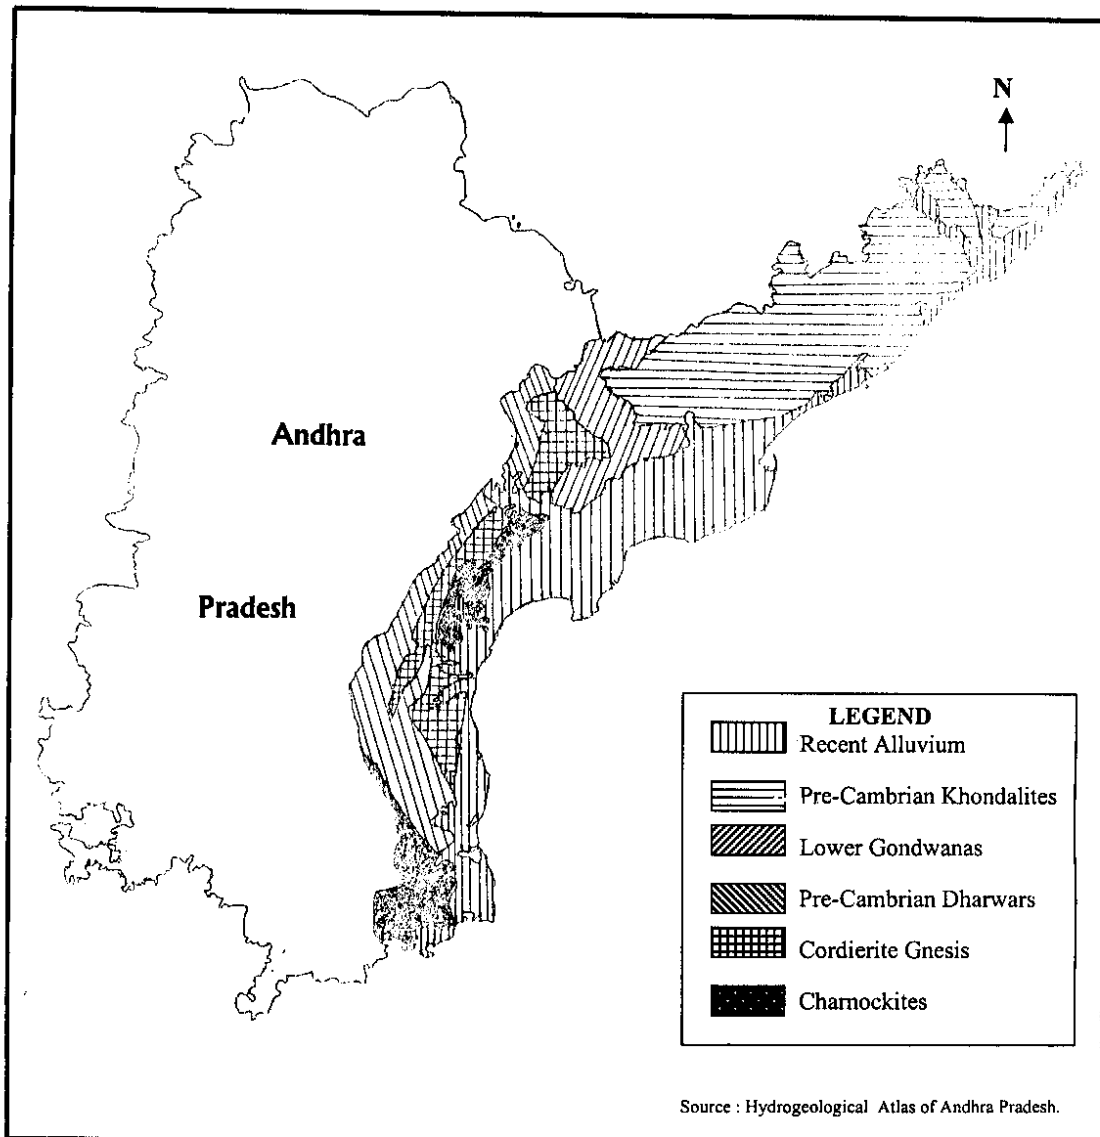 N
Andhra
Pradesh
LEGEND
Recent Alluvium
Pre-Cambrian Khondalites
Lower Gondwanas
Pre-Cambrian Dharwars
Cordierite Gnesis
Charnockites
Source : Hydrogeological Atlas of Andhra Pradesh.